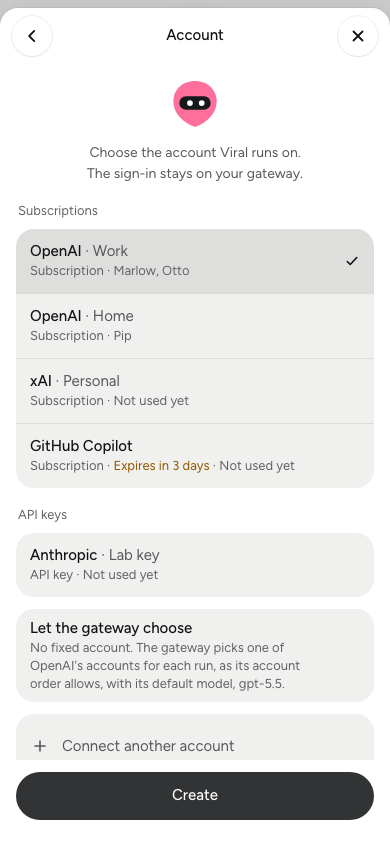 Account
Choose the account Viral runs on.
The sign-in stays on your gateway.
Subscriptions
OpenAI · Work
Subscription · Marlow, Otto
OpenAI · Home
Subscription · Pip
xAI · Personal
Subscription · Not used yet
GitHub Copilot
Subscription · Expires in 3 days · Not used yet
API keys
Anthropic · Lab key
API key · Not used yet
Let the gateway choose
No fixed account. The gateway picks one of
OpenAI's accounts for each run, as its account
order allows, with its default model, gpt-5.5.
Connect another account
Create